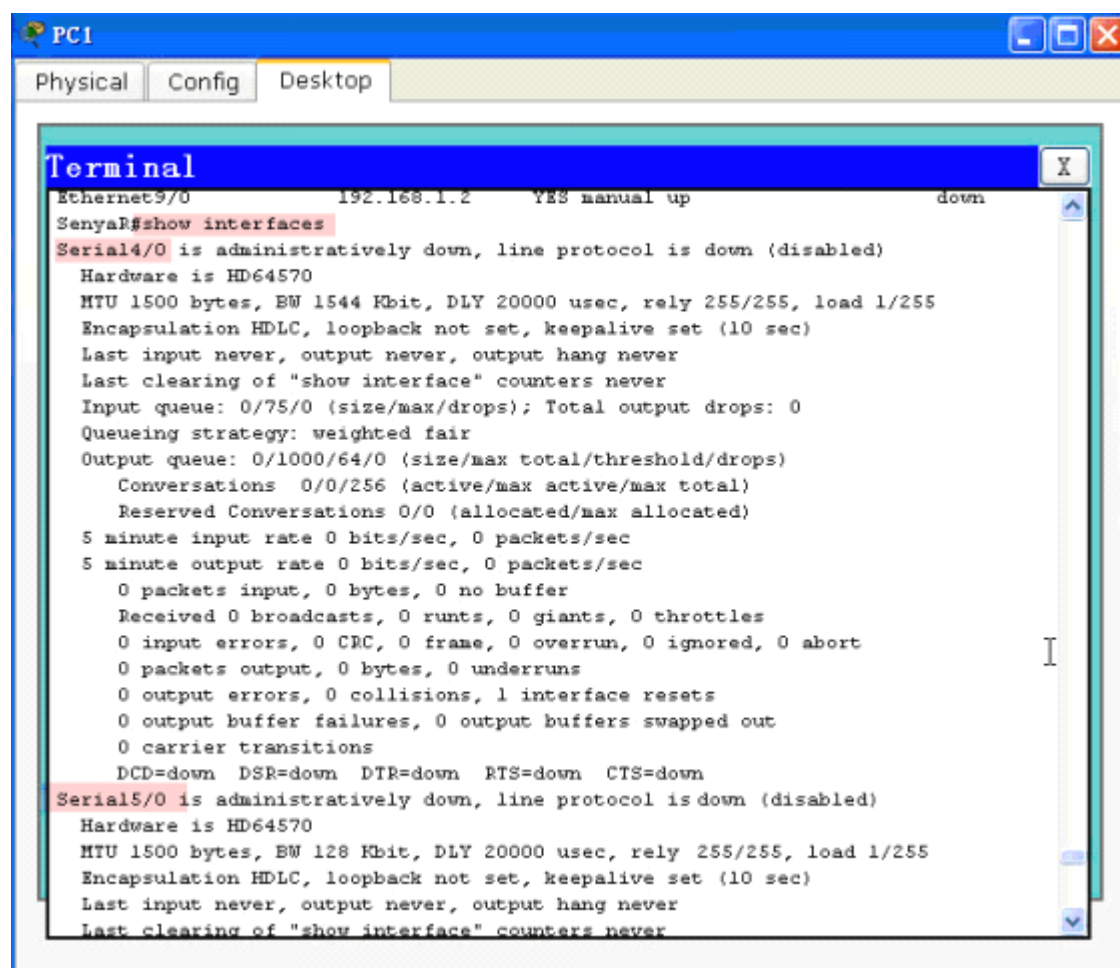 PC1
Physical Config Desktop
Terminal X
Ethernet9/0 192.168.1.2 YES manual up down
SenyaR#show interfaces
Serial4/0 is administratively down, line protocol is down (disabled)
Hardware is HD64570
MTU 1500 bytes, BW 1544 Kbit, DLY 20000 usec, rely 255/255, load 1/255
Encapsulation HDLC, loopback not set, keepalive set (10 sec)
Last input never, output never, output hang never
Last clearing of "show interface" counters never
Input queue: 0/75/0 (size/max/drops); Total output drops: 0
Queueing strategy: weighted fair
Output queue: 0/1000/64/0 (size/max total/threshold/drops)
Conversations 0/0/256 (active/max active/max total)
Reserved Conversations 0/0 (allocated/max allocated)
5 minute input rate 0 bits/sec, 0 packets/sec
5 minute output rate 0 bits/sec, 0 packets/sec
0 packets input, 0 bytes, 0 no buffer
Received 0 broadcasts, 0 runts, 0 giants, 0 throttles
0 input errors, 0 CRC, 0 frame, 0 overrun, 0 ignored, 0 abort
0 packets output, 0 bytes, 0 underruns
0 output errors, 0 collisions, 1 interface resets
0 output buffer failures, 0 output buffers swapped out
0 carrier transitions
DCD=down DSR=down DTR=down RTS=down CTS=down
Serial5/0 is administratively down, line protocol is down (disabled)
Hardware is HD64570
MTU 1500 bytes, BW 128 Kbit, DLY 20000 usec, rely 255/255, load 1/255
Encapsulation HDLC, loopback not set, keepalive set (10 sec)
Last input never, output never, output hang never
Last clearing of "show interface" counters never